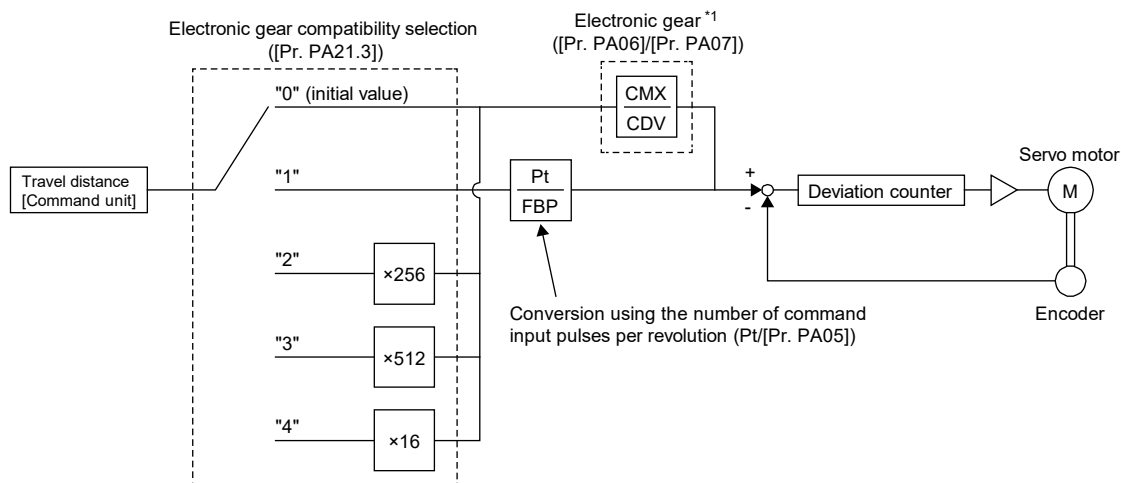 Electronic gear compatibility selection
([Pr. PA21.3])
Electronic gear *1
([Pr. PA06]/[Pr. PA07])
"0" (initial value)
CMX
CDV
Travel distance
[Command unit]
"1"
Pt
FBP
+
-
Deviation counter
Servo motor
M
"2"
×256
Conversion using the number of command
input pulses per revolution (Pt/[Pr. PA05])
Encoder
"3"
×512
"4"
×16